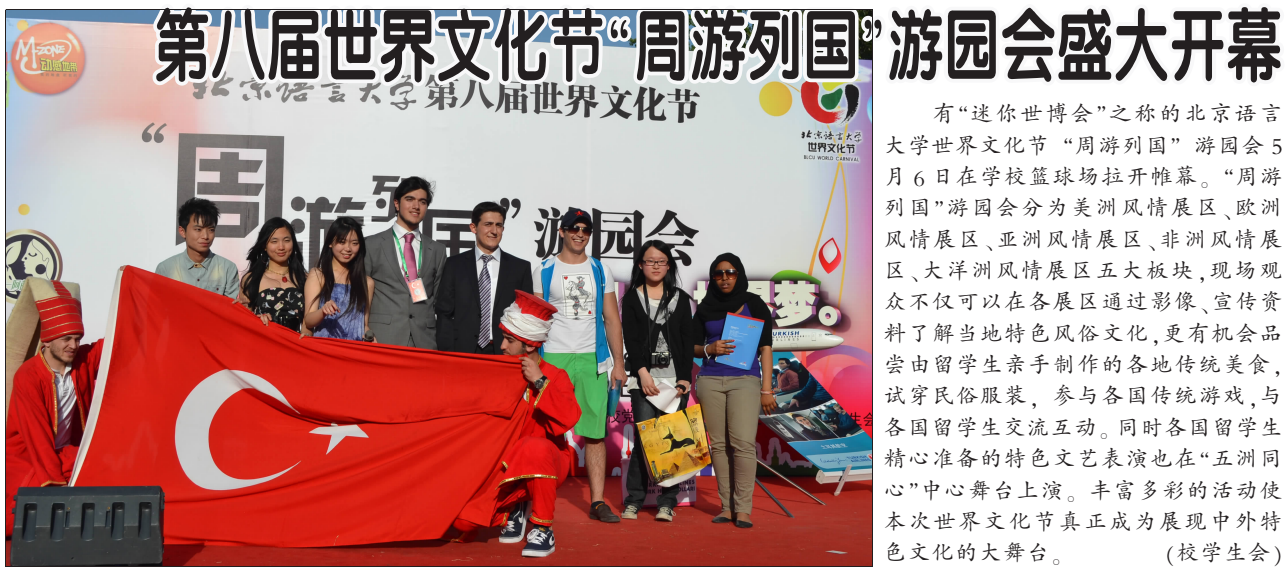 第八届世界文化节“周游列国”游园会盛大开幕
M-ZONE
动感地带
北京语言大学第八届世界文化节
北京语言大学
世界文化节
BLCU WORLD CARNIVAL
“周游列国”游园会
梦。
TURKISH
AIRLINES
有“迷你世博会”之称的北京语言
大学世界文化节 “周游列国” 游园会 5
月 6 日在学校篮球场拉开帷幕。“周游
列国”游园会分为美洲风情展区、欧洲
风情展区、亚洲风情展区、非洲风情展
区、大洋洲风情展区五大板块,现场观
众不仅可以在各展区通过影像、宣传资
料了解当地特色风俗文化,更有机会品
尝由留学生亲手制作的各地传统美食,
试穿民俗服装, 参与各国传统游戏,与
各国留学生交流互动。同时各国留学生
精心准备的特色文艺表演也在“五洲同
心”中心舞台上演。丰富多彩的活动使
本次世界文化节真正成为展现中外特
色文化的大舞台。 (校学生会)